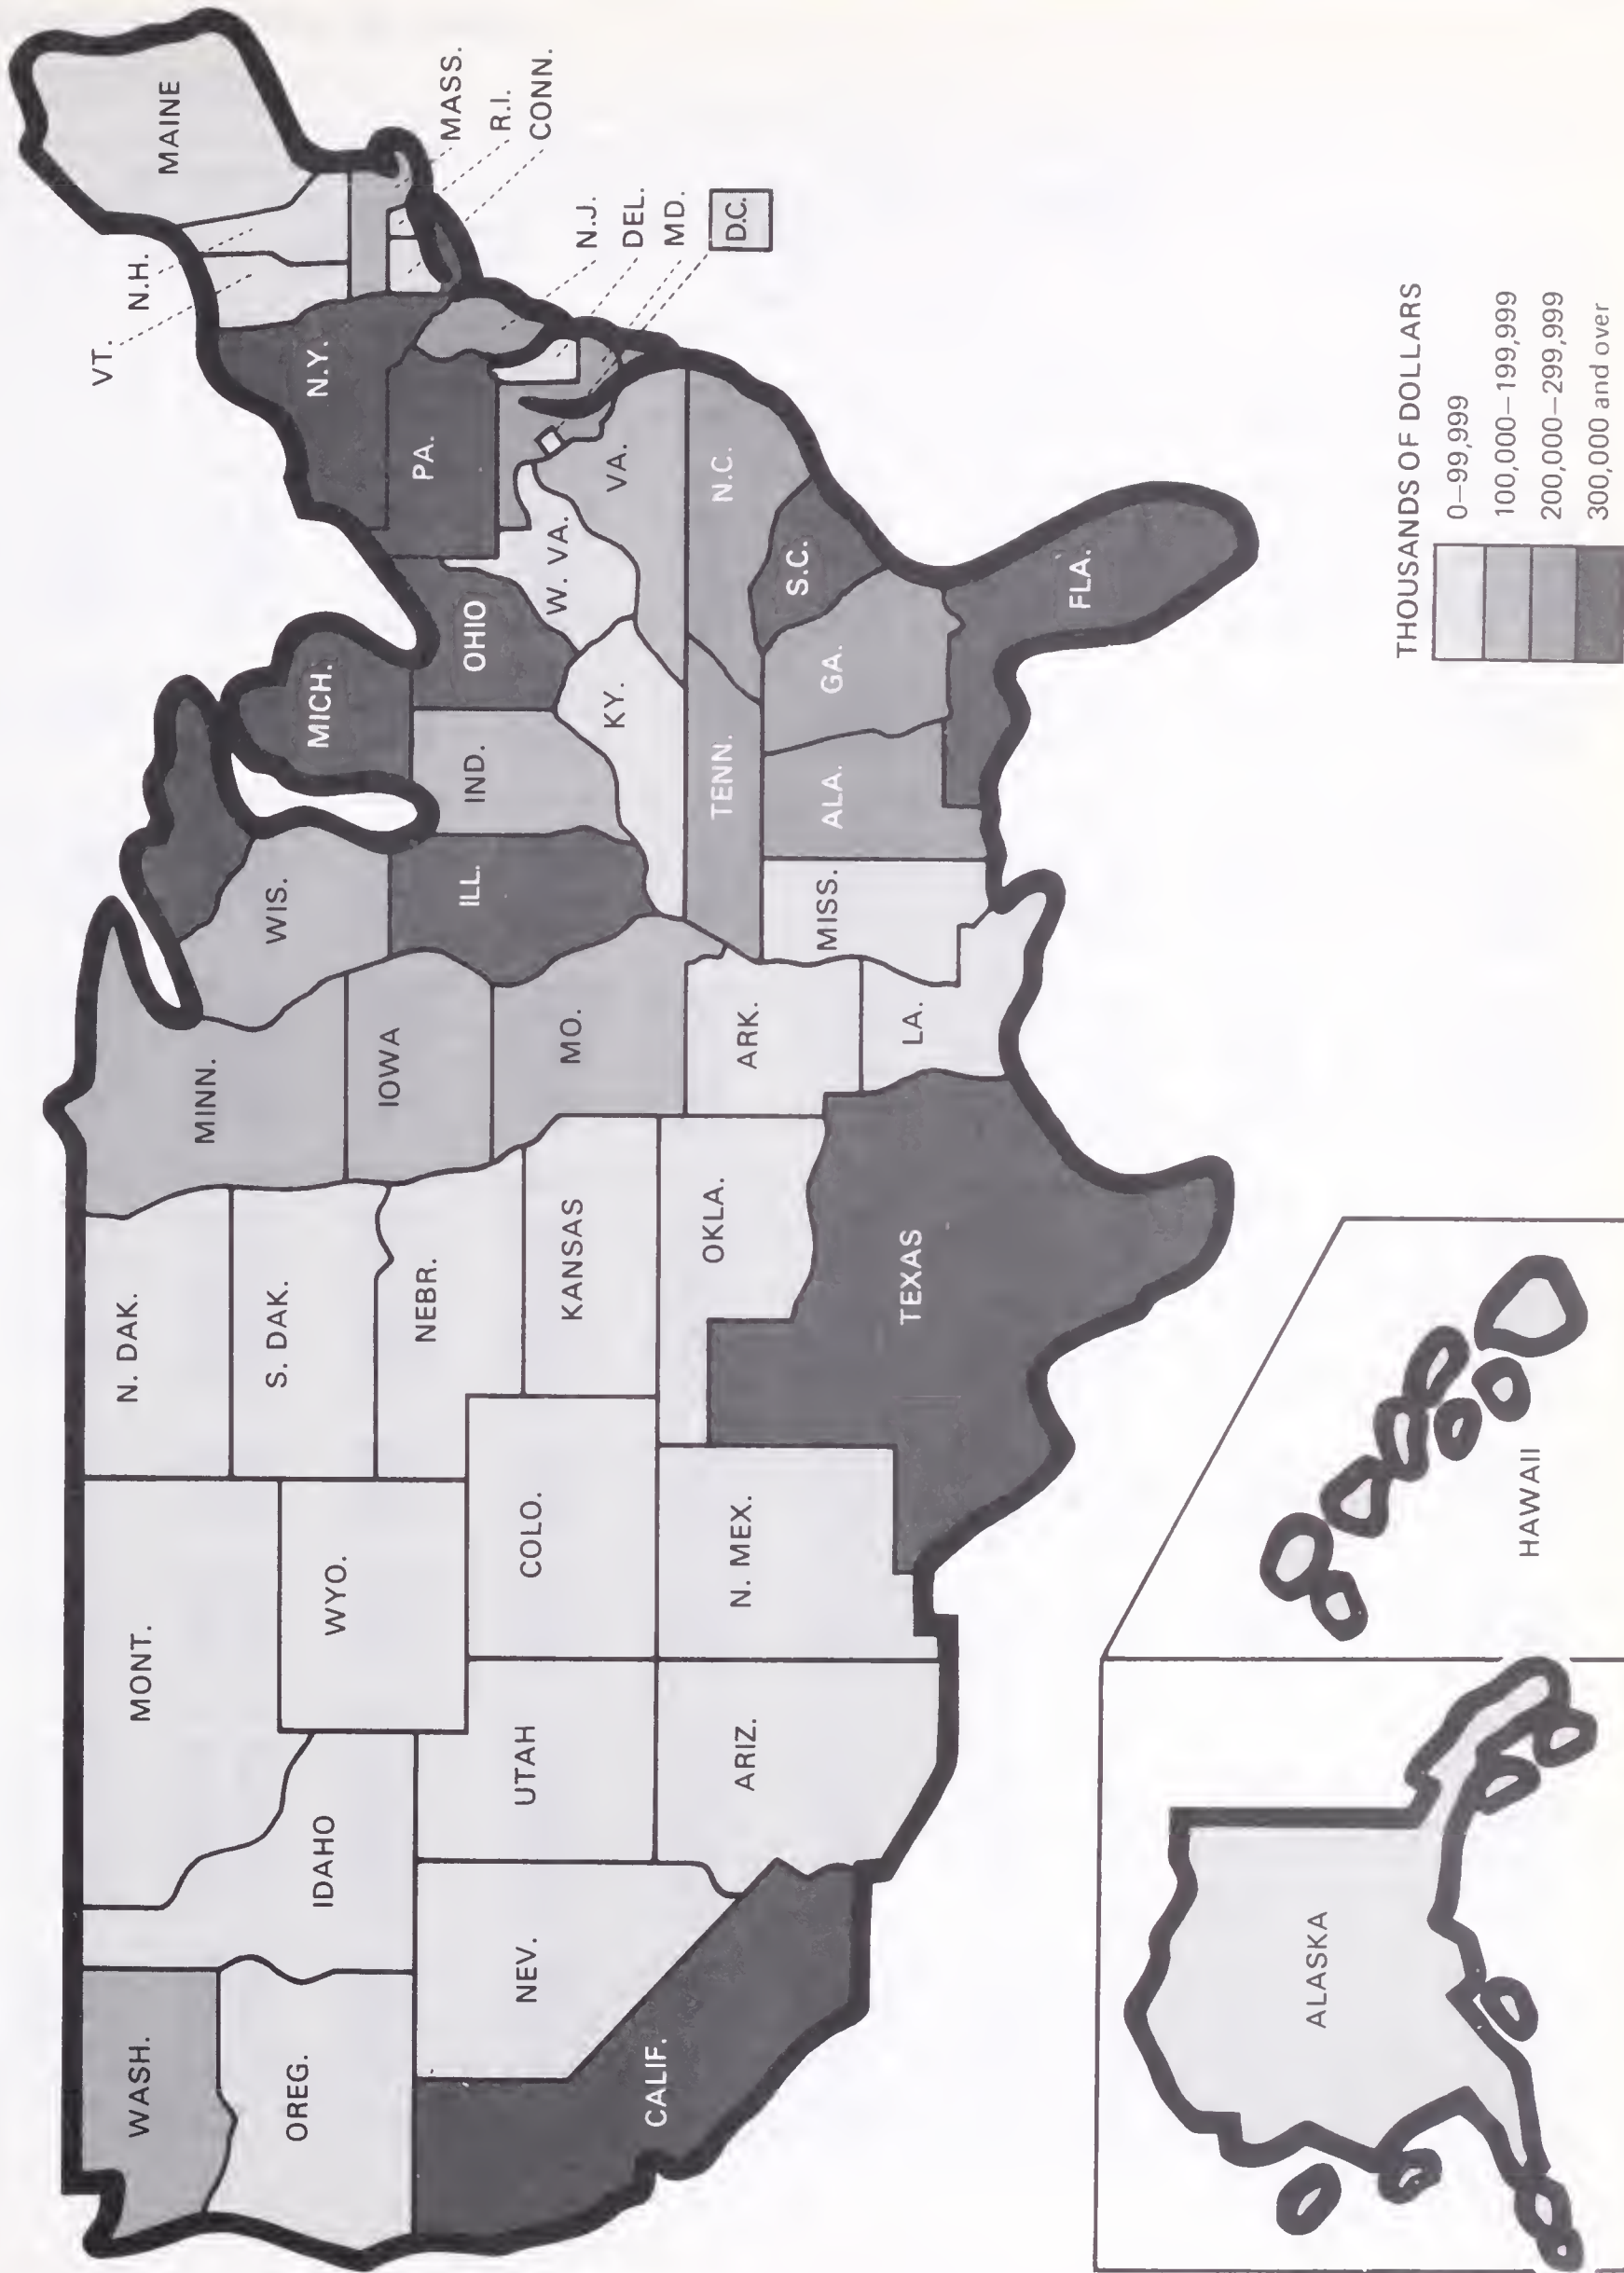 WASH.
OREG.
CALIF.
NEV.
IDAHO
MONT.
WYO.
UTAH
ARIZ.
COLO.
N. MEX.
N. DAK.
S. DAK.
NEBR.
KANSAS
OKLA.
TEXAS
MINN.
IOWA
MO.
ARK.
LA.
WIS.
ILL.
MISS.
MICH.
IND.
OHIO
KY.
TENN.
ALA.
GA.
FLA.
S.C.
N.C.
VA.
W. VA.
PA.
N.Y.
VT.
N.H.
MAINE
MASS.
R.I.
CONN.
N.J.
DEL.
MD.
D.C.
ALASKA
HAWAII
THOUSANDS OF DOLLARS
0–99,999
100,000–199,999
200,000–299,999
300,000 and over